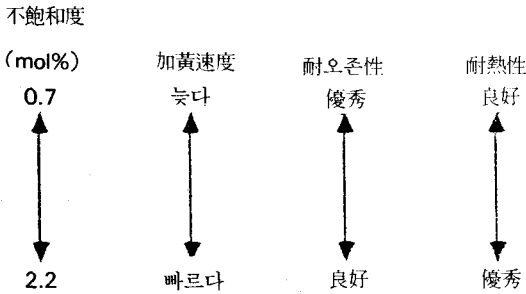 不飽和度
(mol%) 加黃速度 耐오존性 耐熱性
0.7 늦다 優秀 良好
2.2 빠르다 良好 優秀